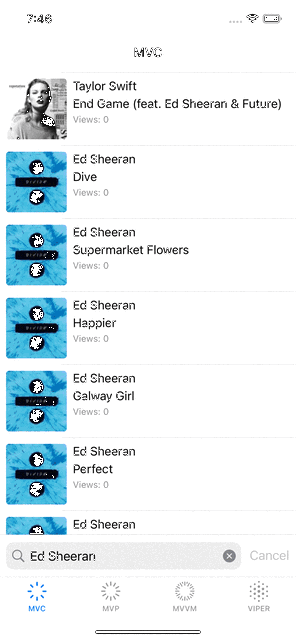 7:46
MVC
Taylor Swift
End Game (feat. Ed Sheeran & Future)
Views: 0
Ed Sheeran
Dive
Views: 0
Ed Sheeran
Supermarket Flowers
Views: 0
Ed Sheeran
Happier
Views: 0
Ed Sheeran
Galway Girl
Views: 0
Ed Sheeran
Perfect
Views: 0
Ed Sheeran
Ed Sheeran
Cancel
MVC
MVP
MVVM
VIPER